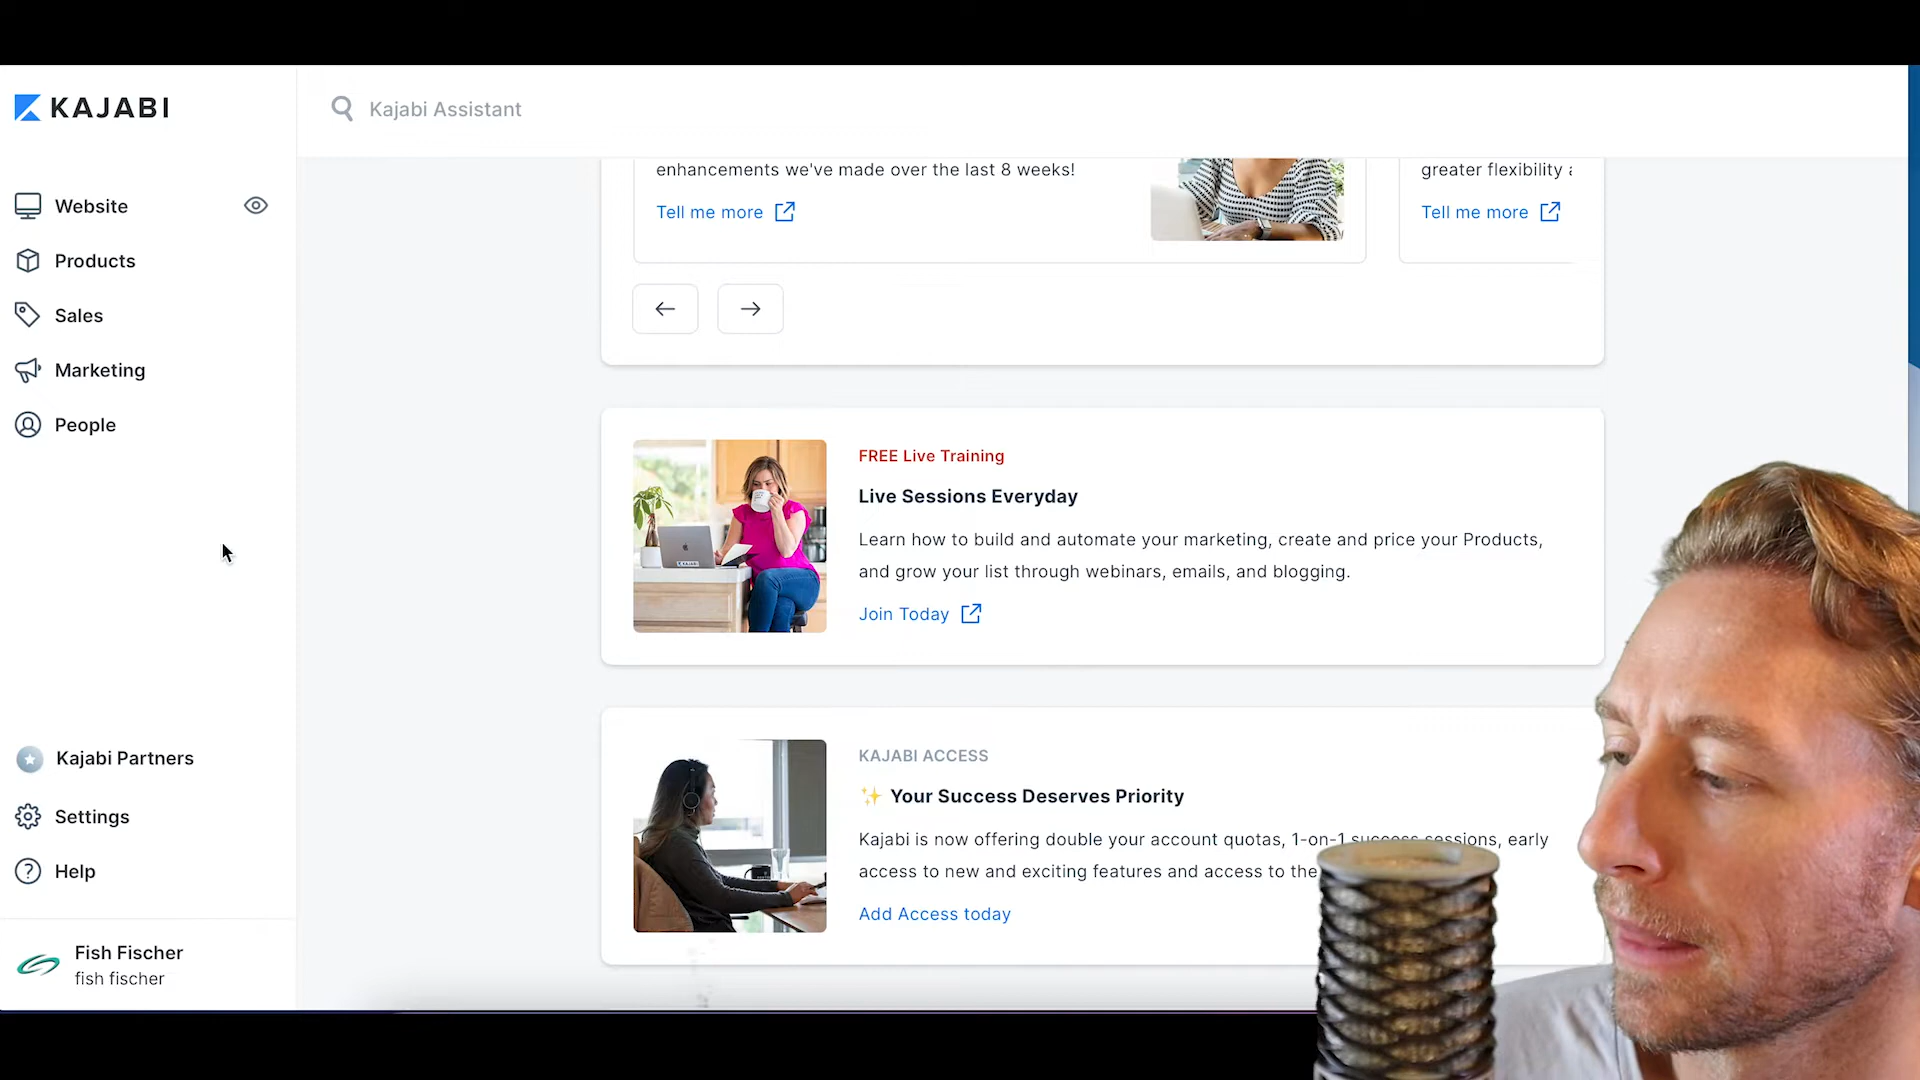 KAJABI
Kajabi Assistant
Website
Products
Sales
Marketing
People
Kajabi Partners
Settings
Help
Fish Fischer
fish fischer
enhancements we've made over the last 8 weeks!
Tell me more
greater flexibility
Tell me more
FREE Live Training
Live Sessions Everyday
Learn how to build and automate your marketing, create and price your Products,
and grow your list through webinars, emails, and blogging.
Join Today
KAJABI ACCESS
✨ Your Success Deserves Priority
Kajabi is now offering double your account quotas, 1-on-1 success sessions, early
access to new and exciting features and access to the
Add Access today